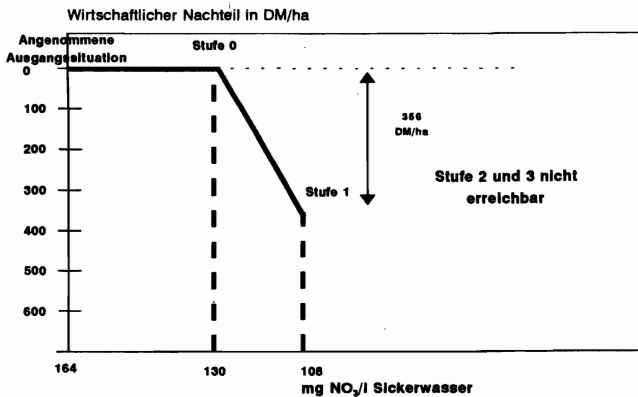 Wirtschaftlicher Nachteil in DM/ha
Angenommene
Ausgangssituation
Stufe 0
0
100
200
300
400
500
600
356
DM/ha
Stufe 1
Stufe 2 und 3 nicht
erreichbar
164
130
108
mg NO₃/l Sickerwasser